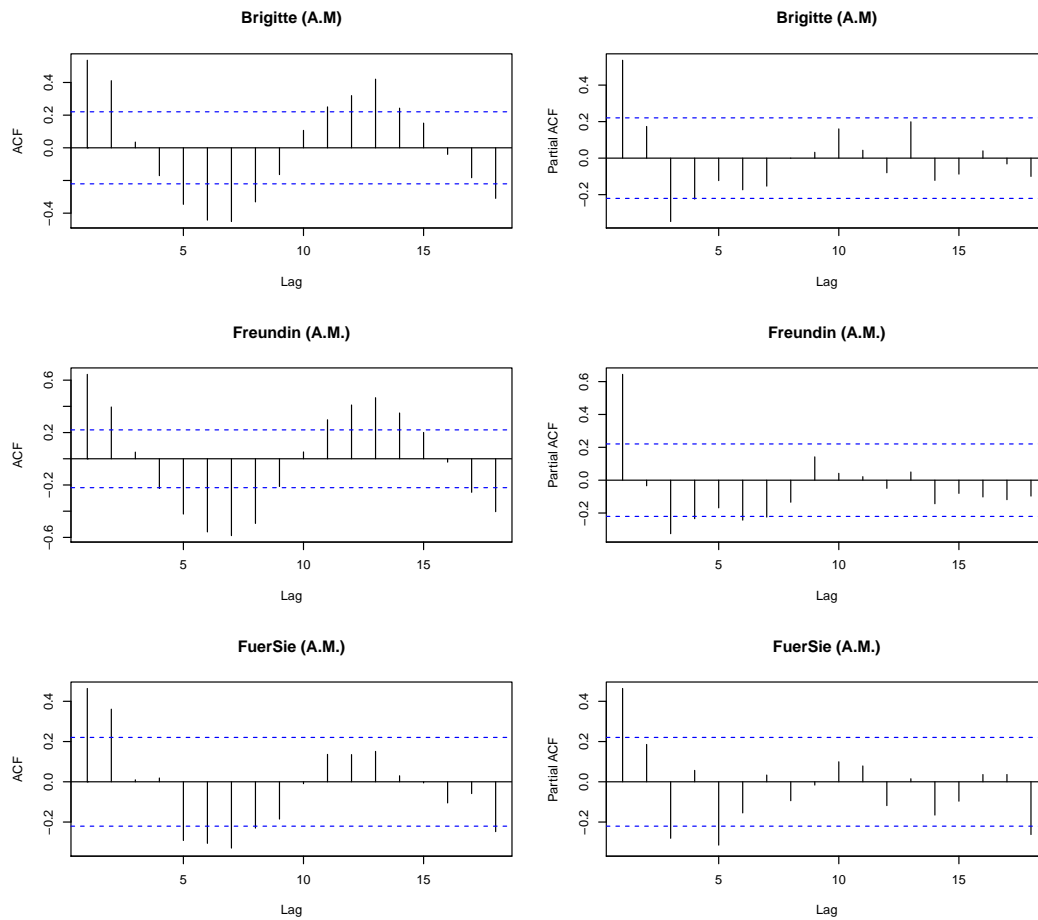 Brigitte (A.M)
ACF
−0.4 0.0 0.2 0.4
5 10 15
Lag
Brigitte (A.M)
Partial ACF
−0.2 0.0 0.2 0.4
5 10 15
Lag
Freundin (A.M.)
ACF
−0.6 −0.2 0.2 0.6
5 10 15
Lag
Freundin (A.M.)
Partial ACF
−0.2 0.0 0.2 0.4 0.6
5 10 15
Lag
FuerSie (A.M.)
ACF
−0.2 0.0 0.2 0.4
5 10 15
Lag
FuerSie (A.M.)
Partial ACF
−0.2 0.0 0.2 0.4
5 10 15
Lag